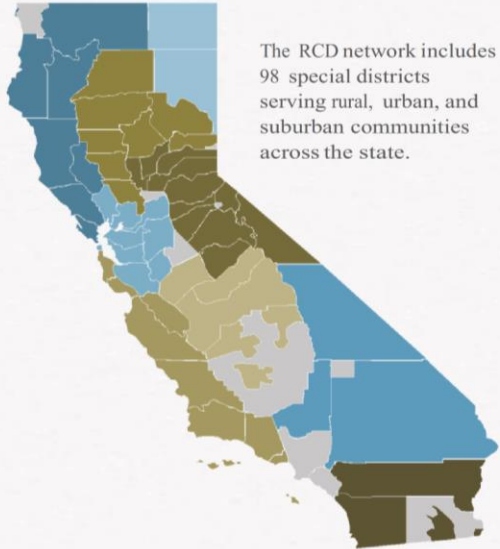 The RCD network includes
98 special districts
serving rural, urban, and
suburban communities
across the state.